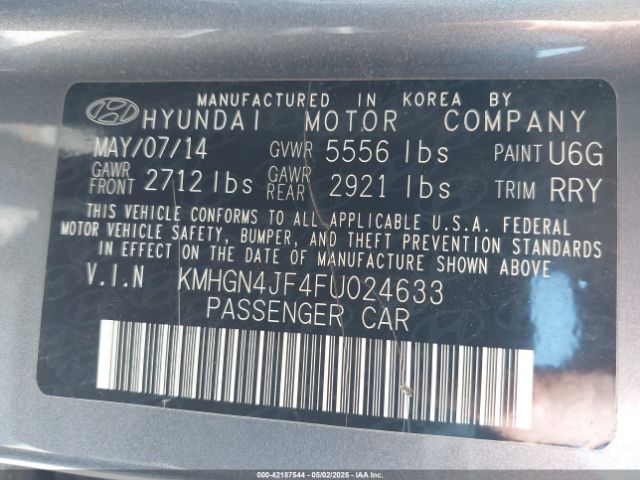 MANUFACTURED IN KOREA BY
HYUNDAI MOTOR COMPANY
MAY/07/14 GVWR 5556 lbs PAINT U6G
GAWR FRONT 2712 lbs GAWR REAR 2921 lbs TRIM RRY
THIS VEHICLE CONFORMS TO ALL APPLICABLE U.S.A. FEDERAL
MOTOR VEHICLE SAFETY, BUMPER, AND THEFT PREVENTION STANDARDS
IN EFFECT ON THE DATE OF MANUFACTURE SHOWN ABOVE
V.I.N KMHGN4JF4FU024633
PASSENGER CAR
000-42187544 - 05/02/2025 - IAAI.COM